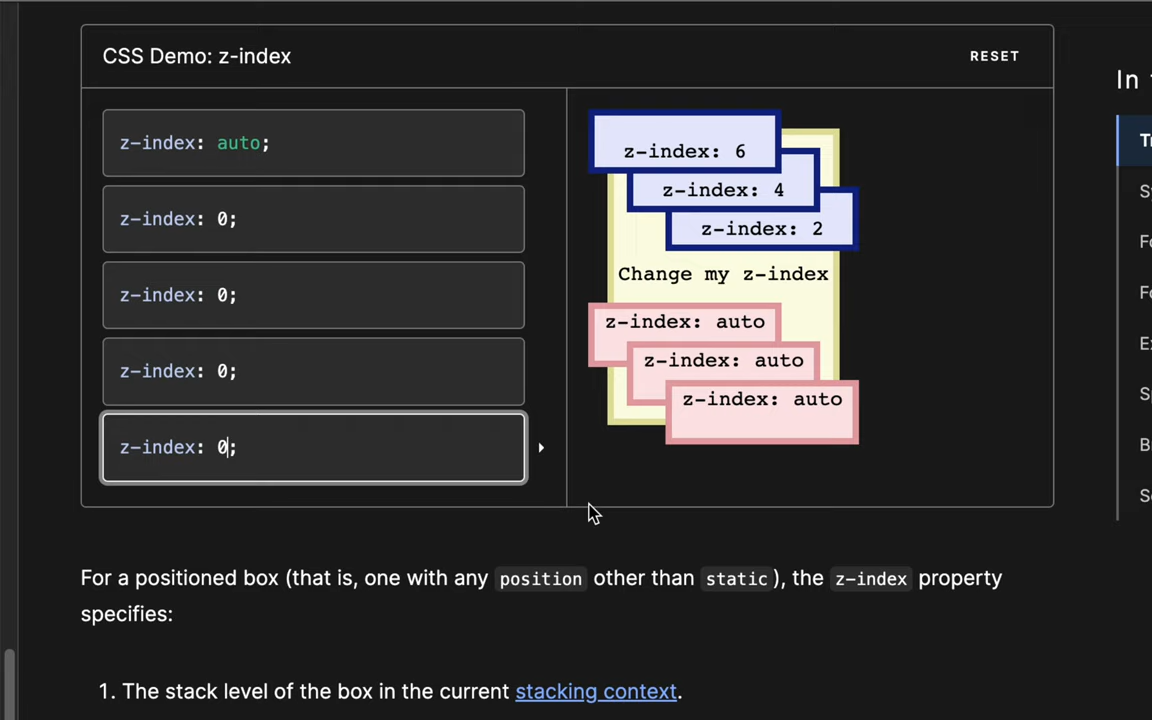 CSS Demo: z-index
RESET
z-index: auto;
z-index: 0;
z-index: 0;
z-index: 0;
z-index: 0;
z-index: 6
z-index: 4
z-index: 2
Change my z-index
z-index: auto
z-index: auto
z-index: auto
In
For a positioned box (that is, one with any position other than static), the z-index property
specifies:
1. The stack level of the box in the current stacking context.